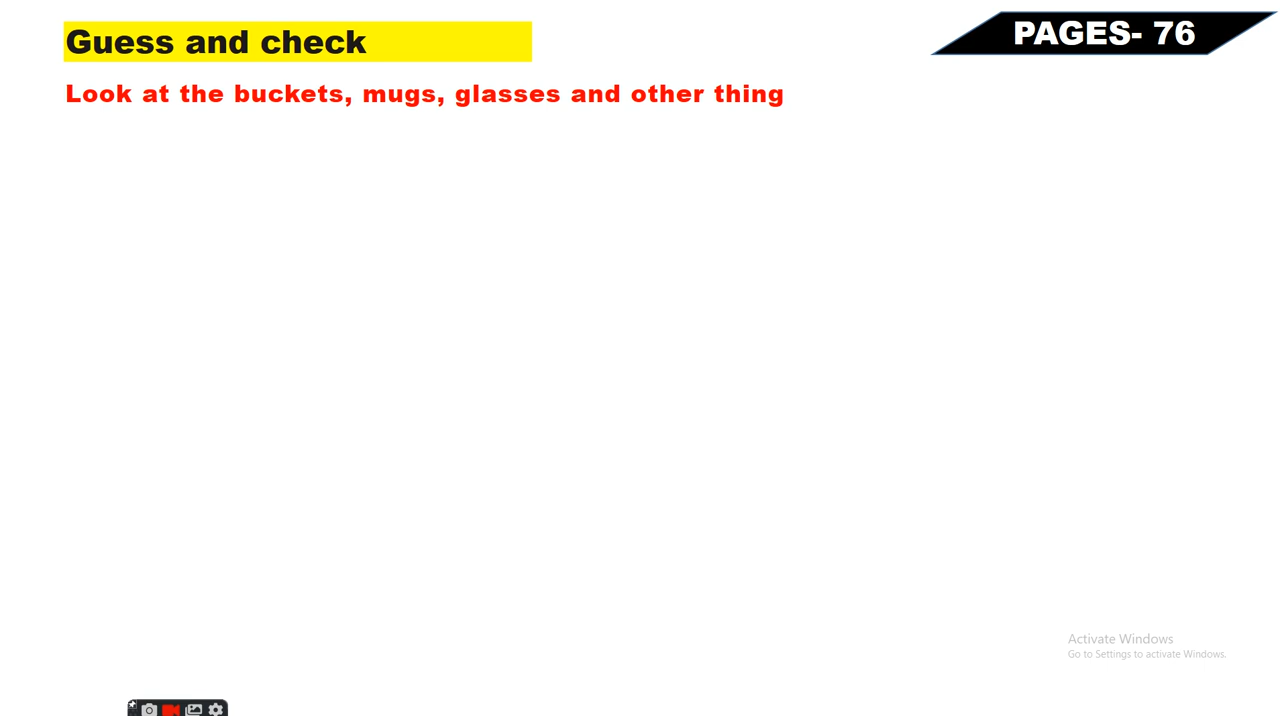 Guess and check
PAGES- 76
Look at the buckets, mugs, glasses and other thing
Activate Windows
Go to Settings to activate Windows.